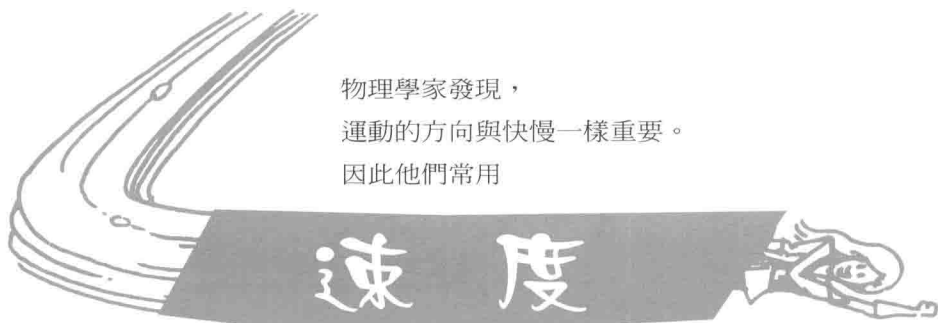 物理學家發現，
運動的方向與快慢一樣重要。
因此他們常用
速度